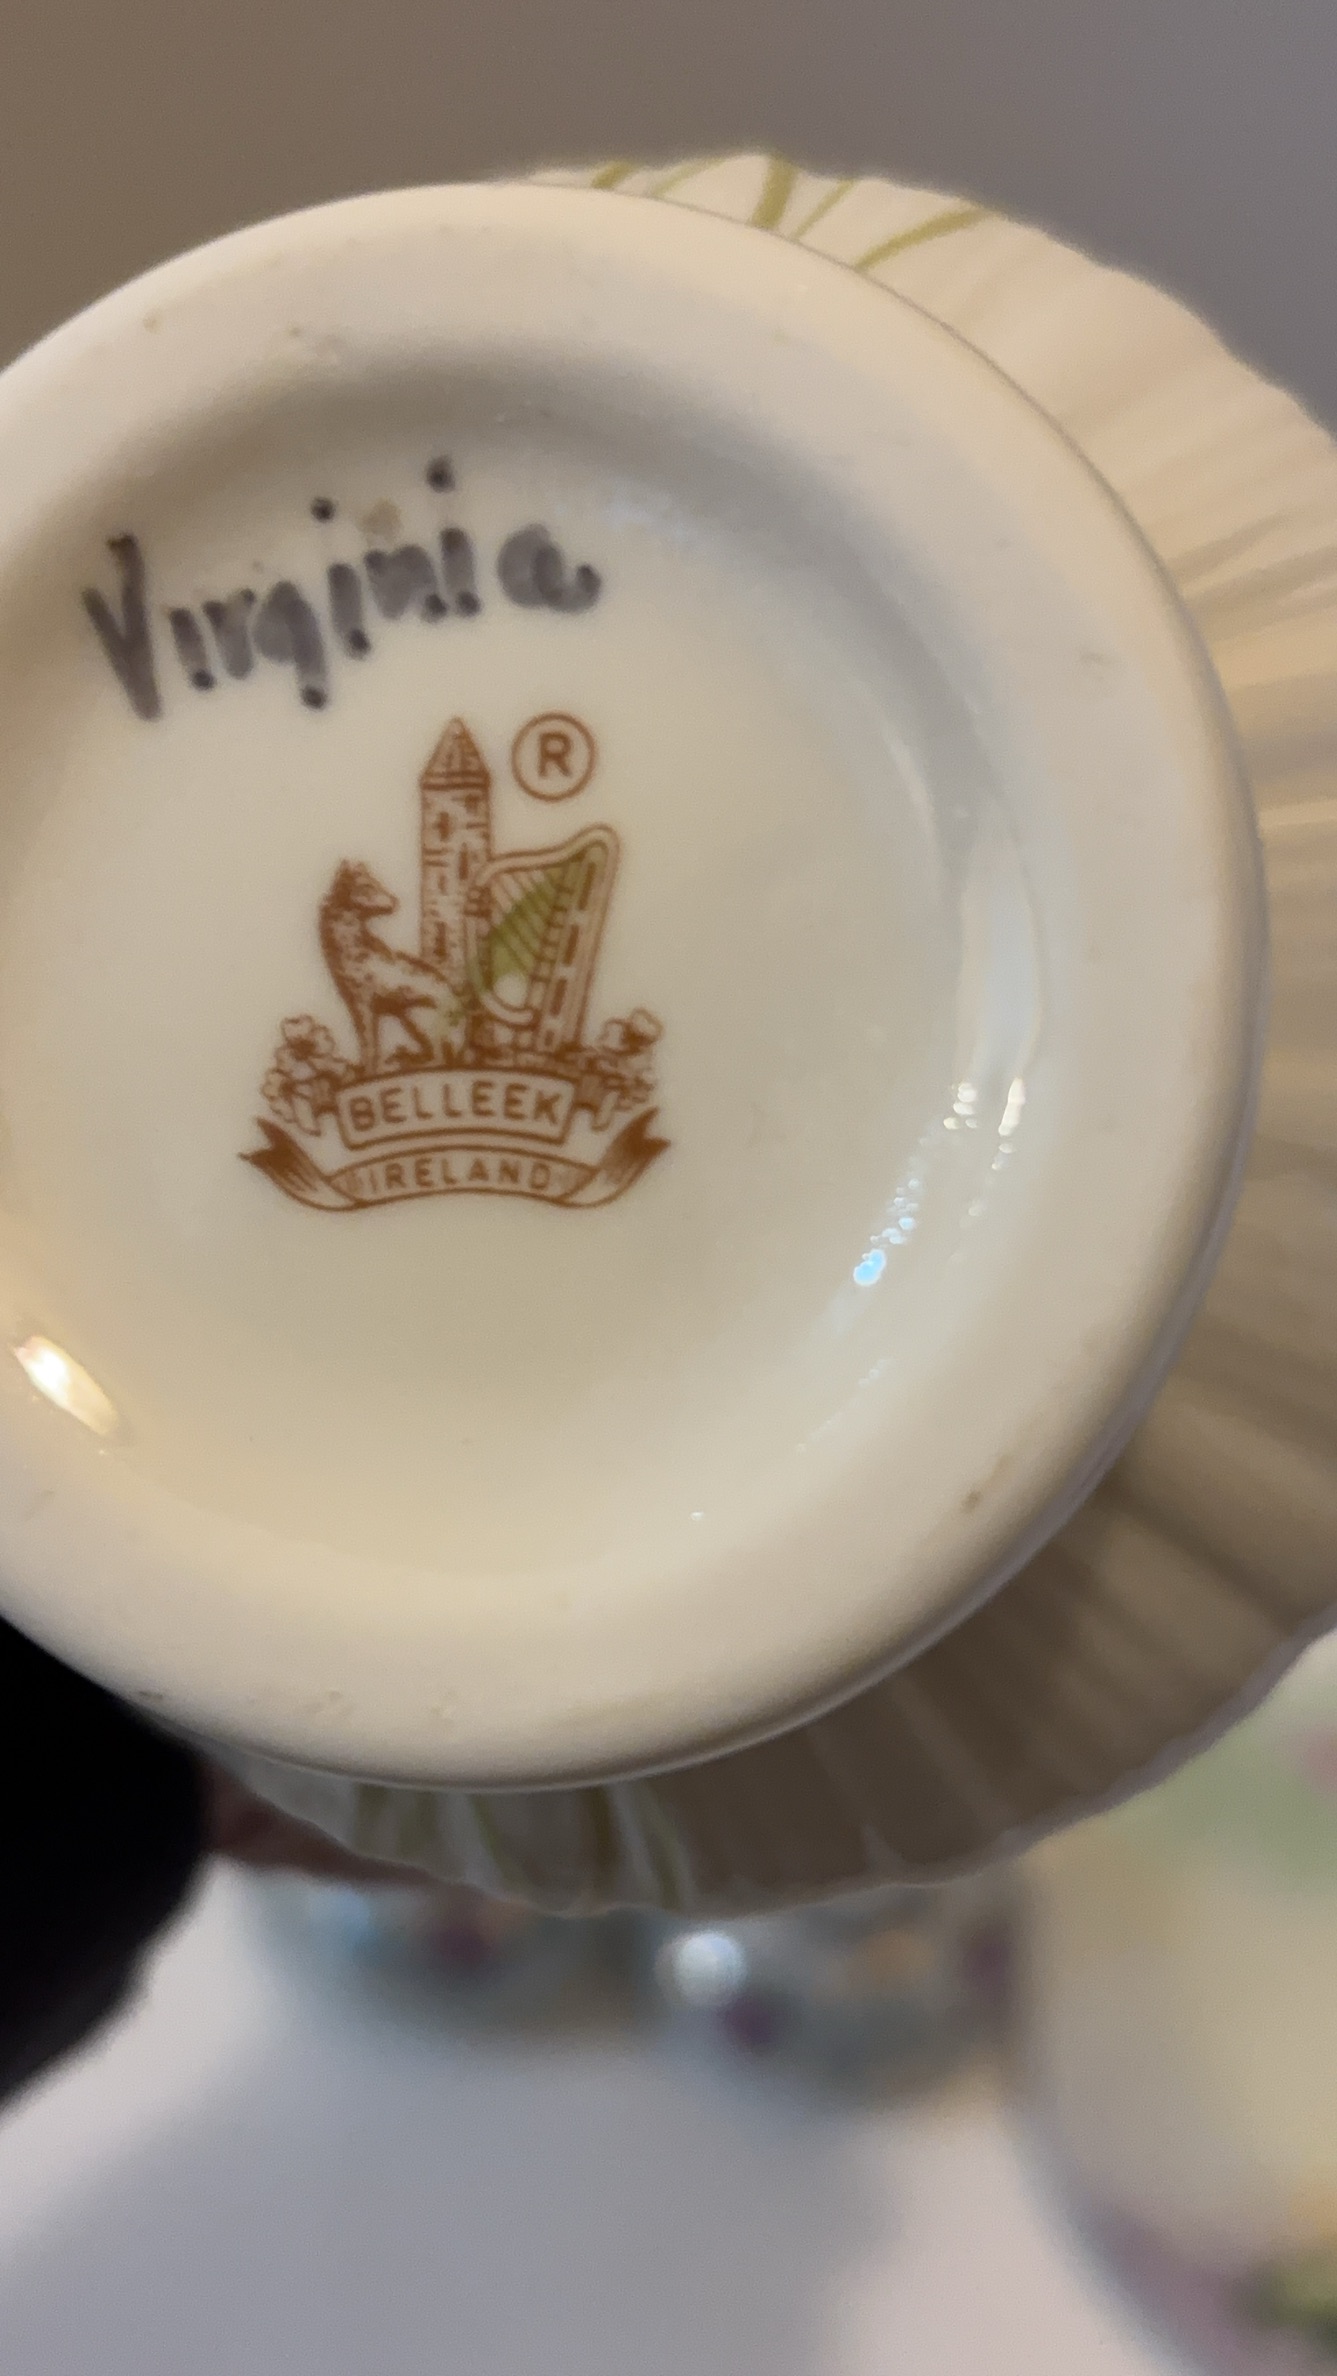 Virginia
®
BELLEEK
IRELAND